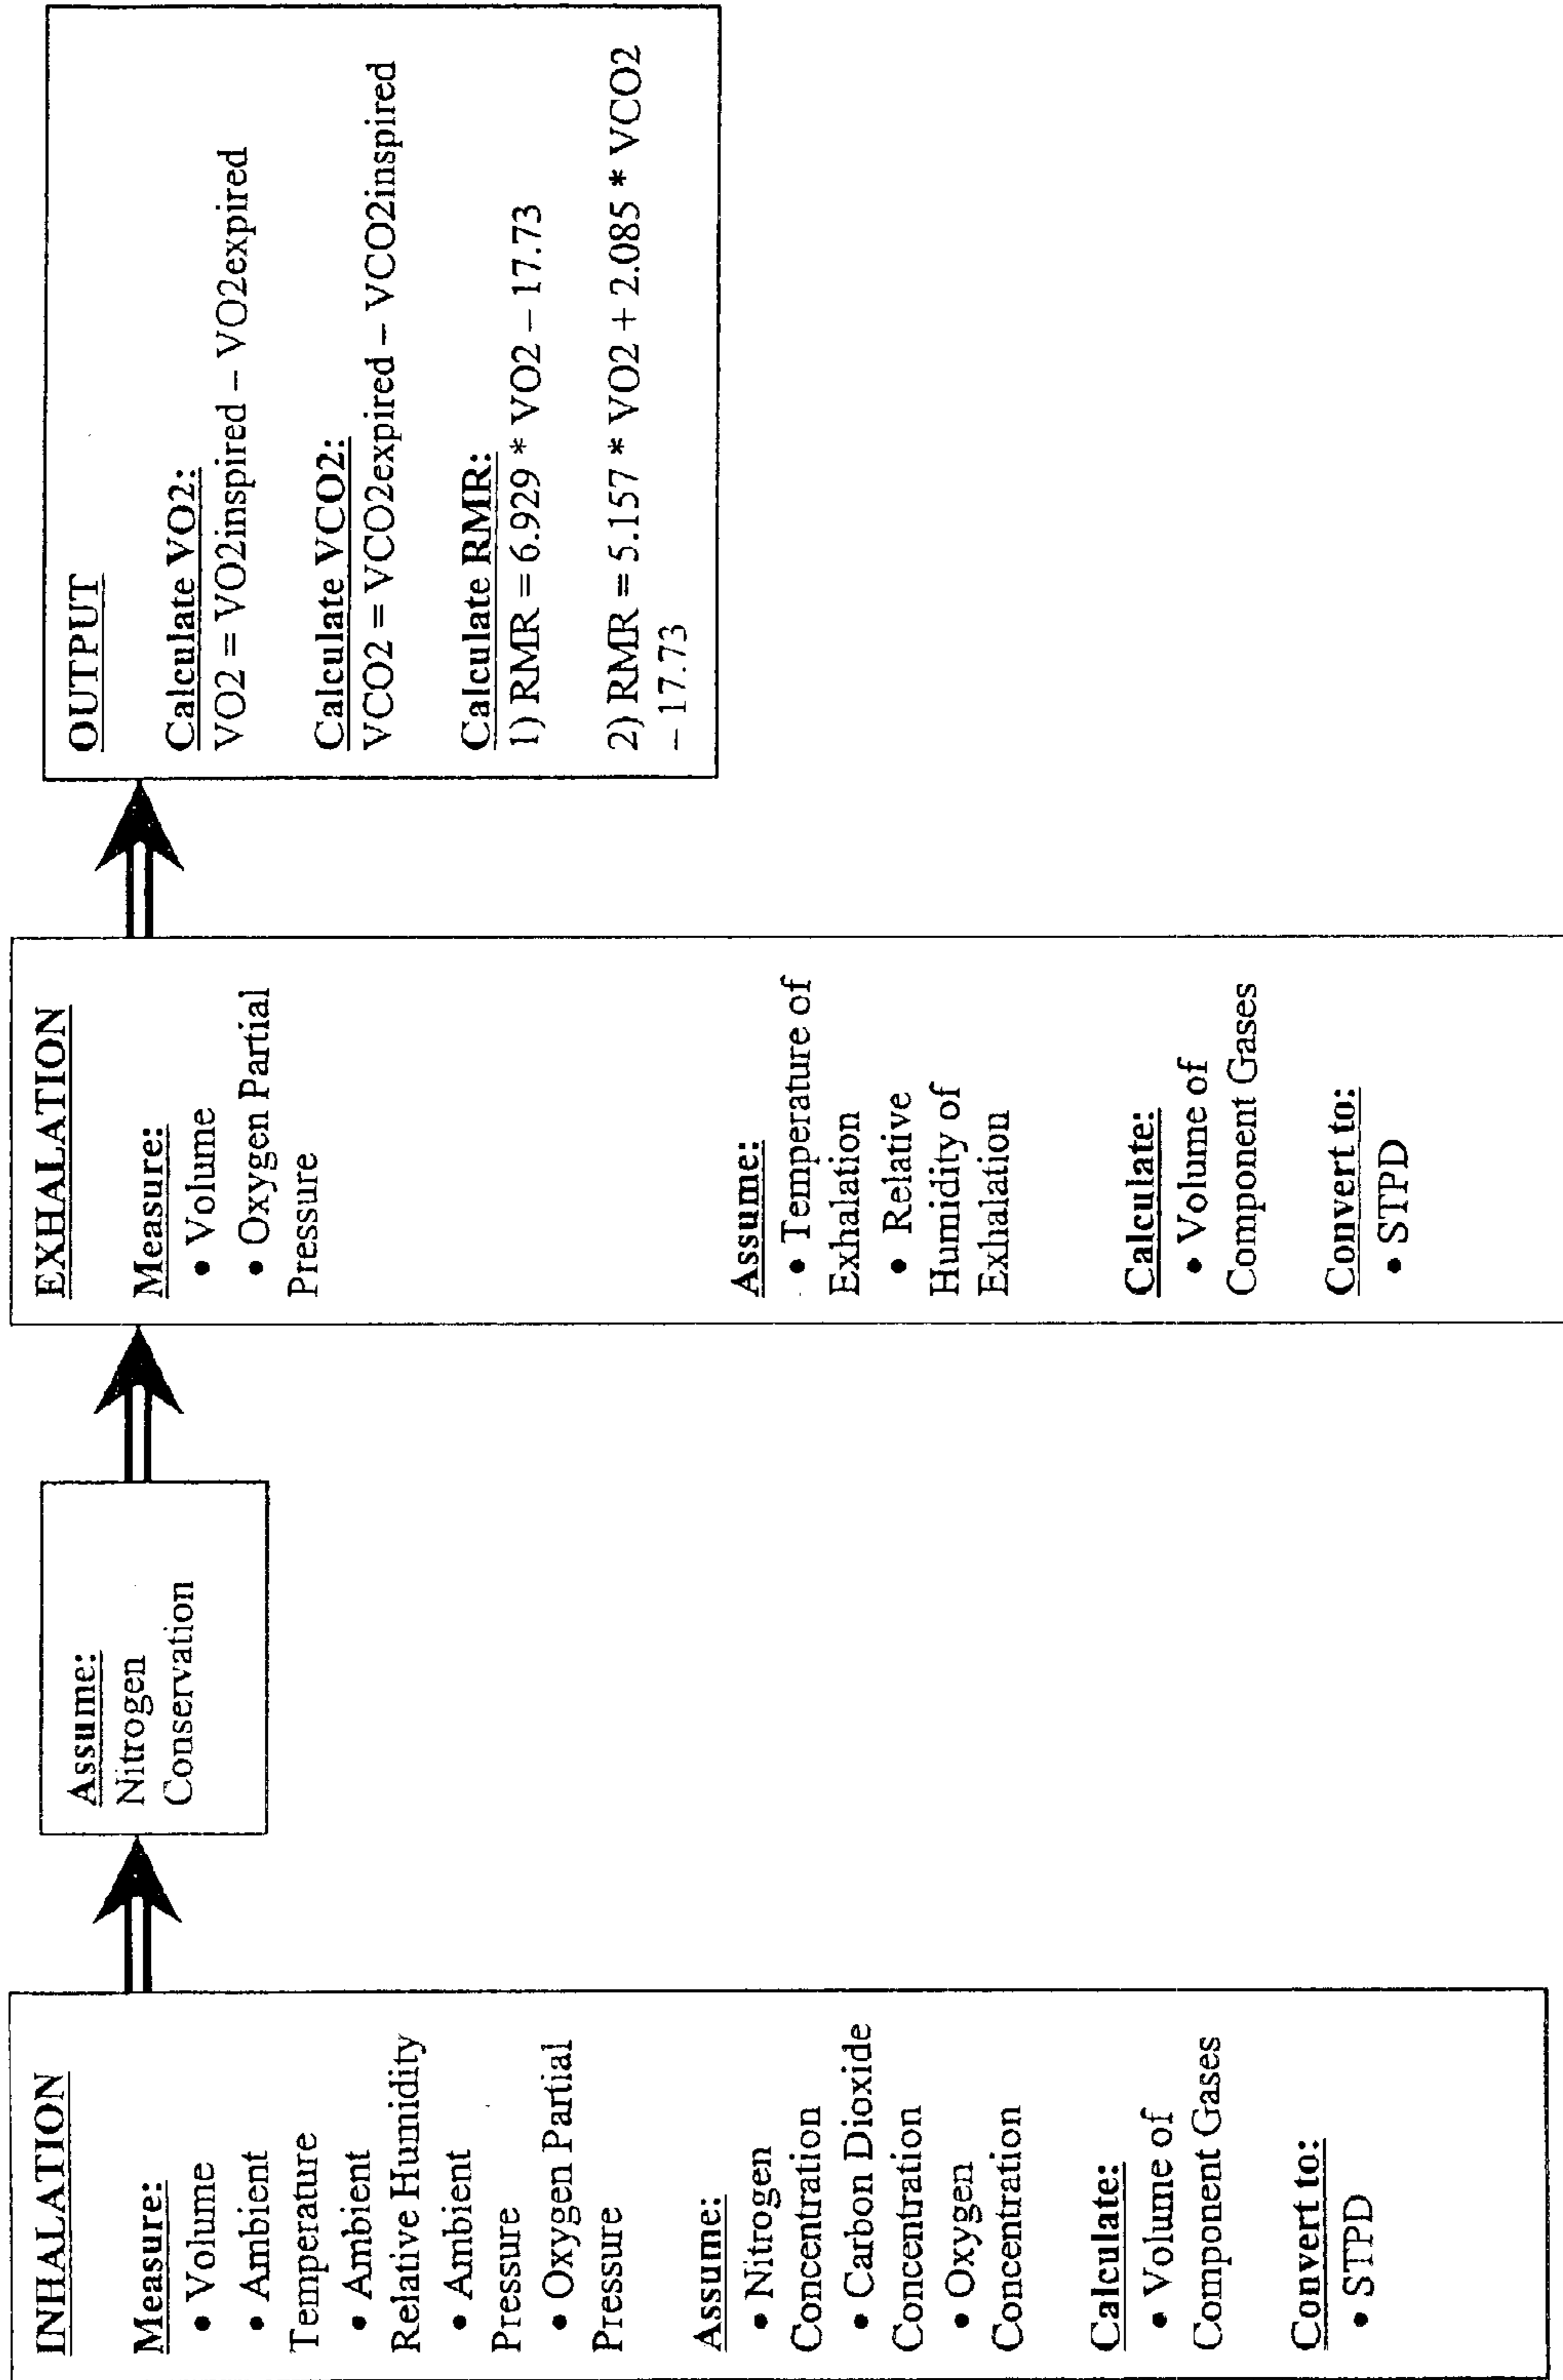 INHALATION
Measure:
• Volume
• Ambient
Temperature
• Ambient
Relative Humidity
• Ambient
Pressure
• Oxygen Partial
Pressure
Assume:
• Nitrogen
Concentration
• Carbon Dioxide
Concentration
• Oxygen
Concentration
Calculate:
• Volume of
Component Gases
Convert to:
• STPD
Assume:
Nitrogen
Conservation
EXHALATION
Measure:
• Volume
• Oxygen Partial
Pressure
Assume:
• Temperature of
Exhalation
• Relative
Humidity of
Exhalation
Calculate:
• Volume of
Component Gases
Convert to:
• STPD
OUTPUT
Calculate VO2:
VO2 = VO2inspired – VO2expired
Calculate VCO2:
VCO2 = VCO2expired – VCO2inspired
Calculate RMR:
1) RMR = 6.929 * VO2 – 17.73
2) RMR = 5.157 * VO2 + 2.085 * VCO2
– 17.73